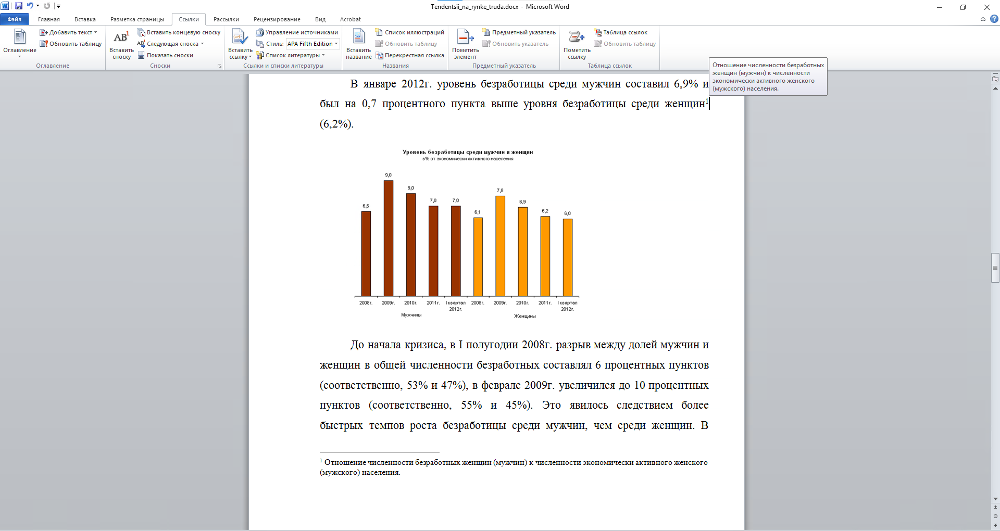 Tendentsii_na_rynke_truda.docx - Microsoft Word
Файл Главная Вставка Разметка страницы Ссылки Рассылки Рецензирование Вид Acrobat
Оглавление
Добавить текст
Обновить таблицу
Оглавление
AB1
Вставить сноску
Вставить концевую сноску
Следующая сноска
Показать сноски
Сноски
Вставить ссылку
Управление источниками
Стиль: APA Fifth Edition
Список литературы
Ссылки и списки литературы
Вставить название
Список иллюстраций
Обновить таблицу
Перекрестная ссылка
Названия
Пометить элемент
Предметный указатель
Обновить указатель
Предметный указатель
Пометить ссылку
Таблица ссылок
Обновить таблицу
Таблица ссылок
Отношение численности безработных
женщин (мужчин) к численности
экономически активного женского
(мужского) населения.
В январе 2012г. уровень безработицы среди мужчин составил 6,9% и
был на 0,7 процентного пункта выше уровня безработицы среди женщин1
(6,2%).
Уровень безработицы среди мужчин и женщин
в% от экономически активного населения
6,6 9,0 8,0 7,0 7,0 6,1 7,8 6,9 6,2 6,0
2008г. 2009г. 2010г. 2011г. I квартал 2012г. 2008г. 2009г. 2010г. 2011г. I квартал 2012г.
Мужчины Женщины
До начала кризиса, в I полугодии 2008г. разрыв между долей мужчин и
женщин в общей численности безработных составлял 6 процентных пунктов
(соответственно, 53% и 47%), в феврале 2009г. увеличился до 10 процентных
пунктов (соответственно, 55% и 45%). Это явилось следствием более
быстрых темпов роста безработицы среди мужчин, чем среди женщин. В
1 Отношение численности безработных женщин (мужчин) к численности экономически активного женского
(мужского) населения.